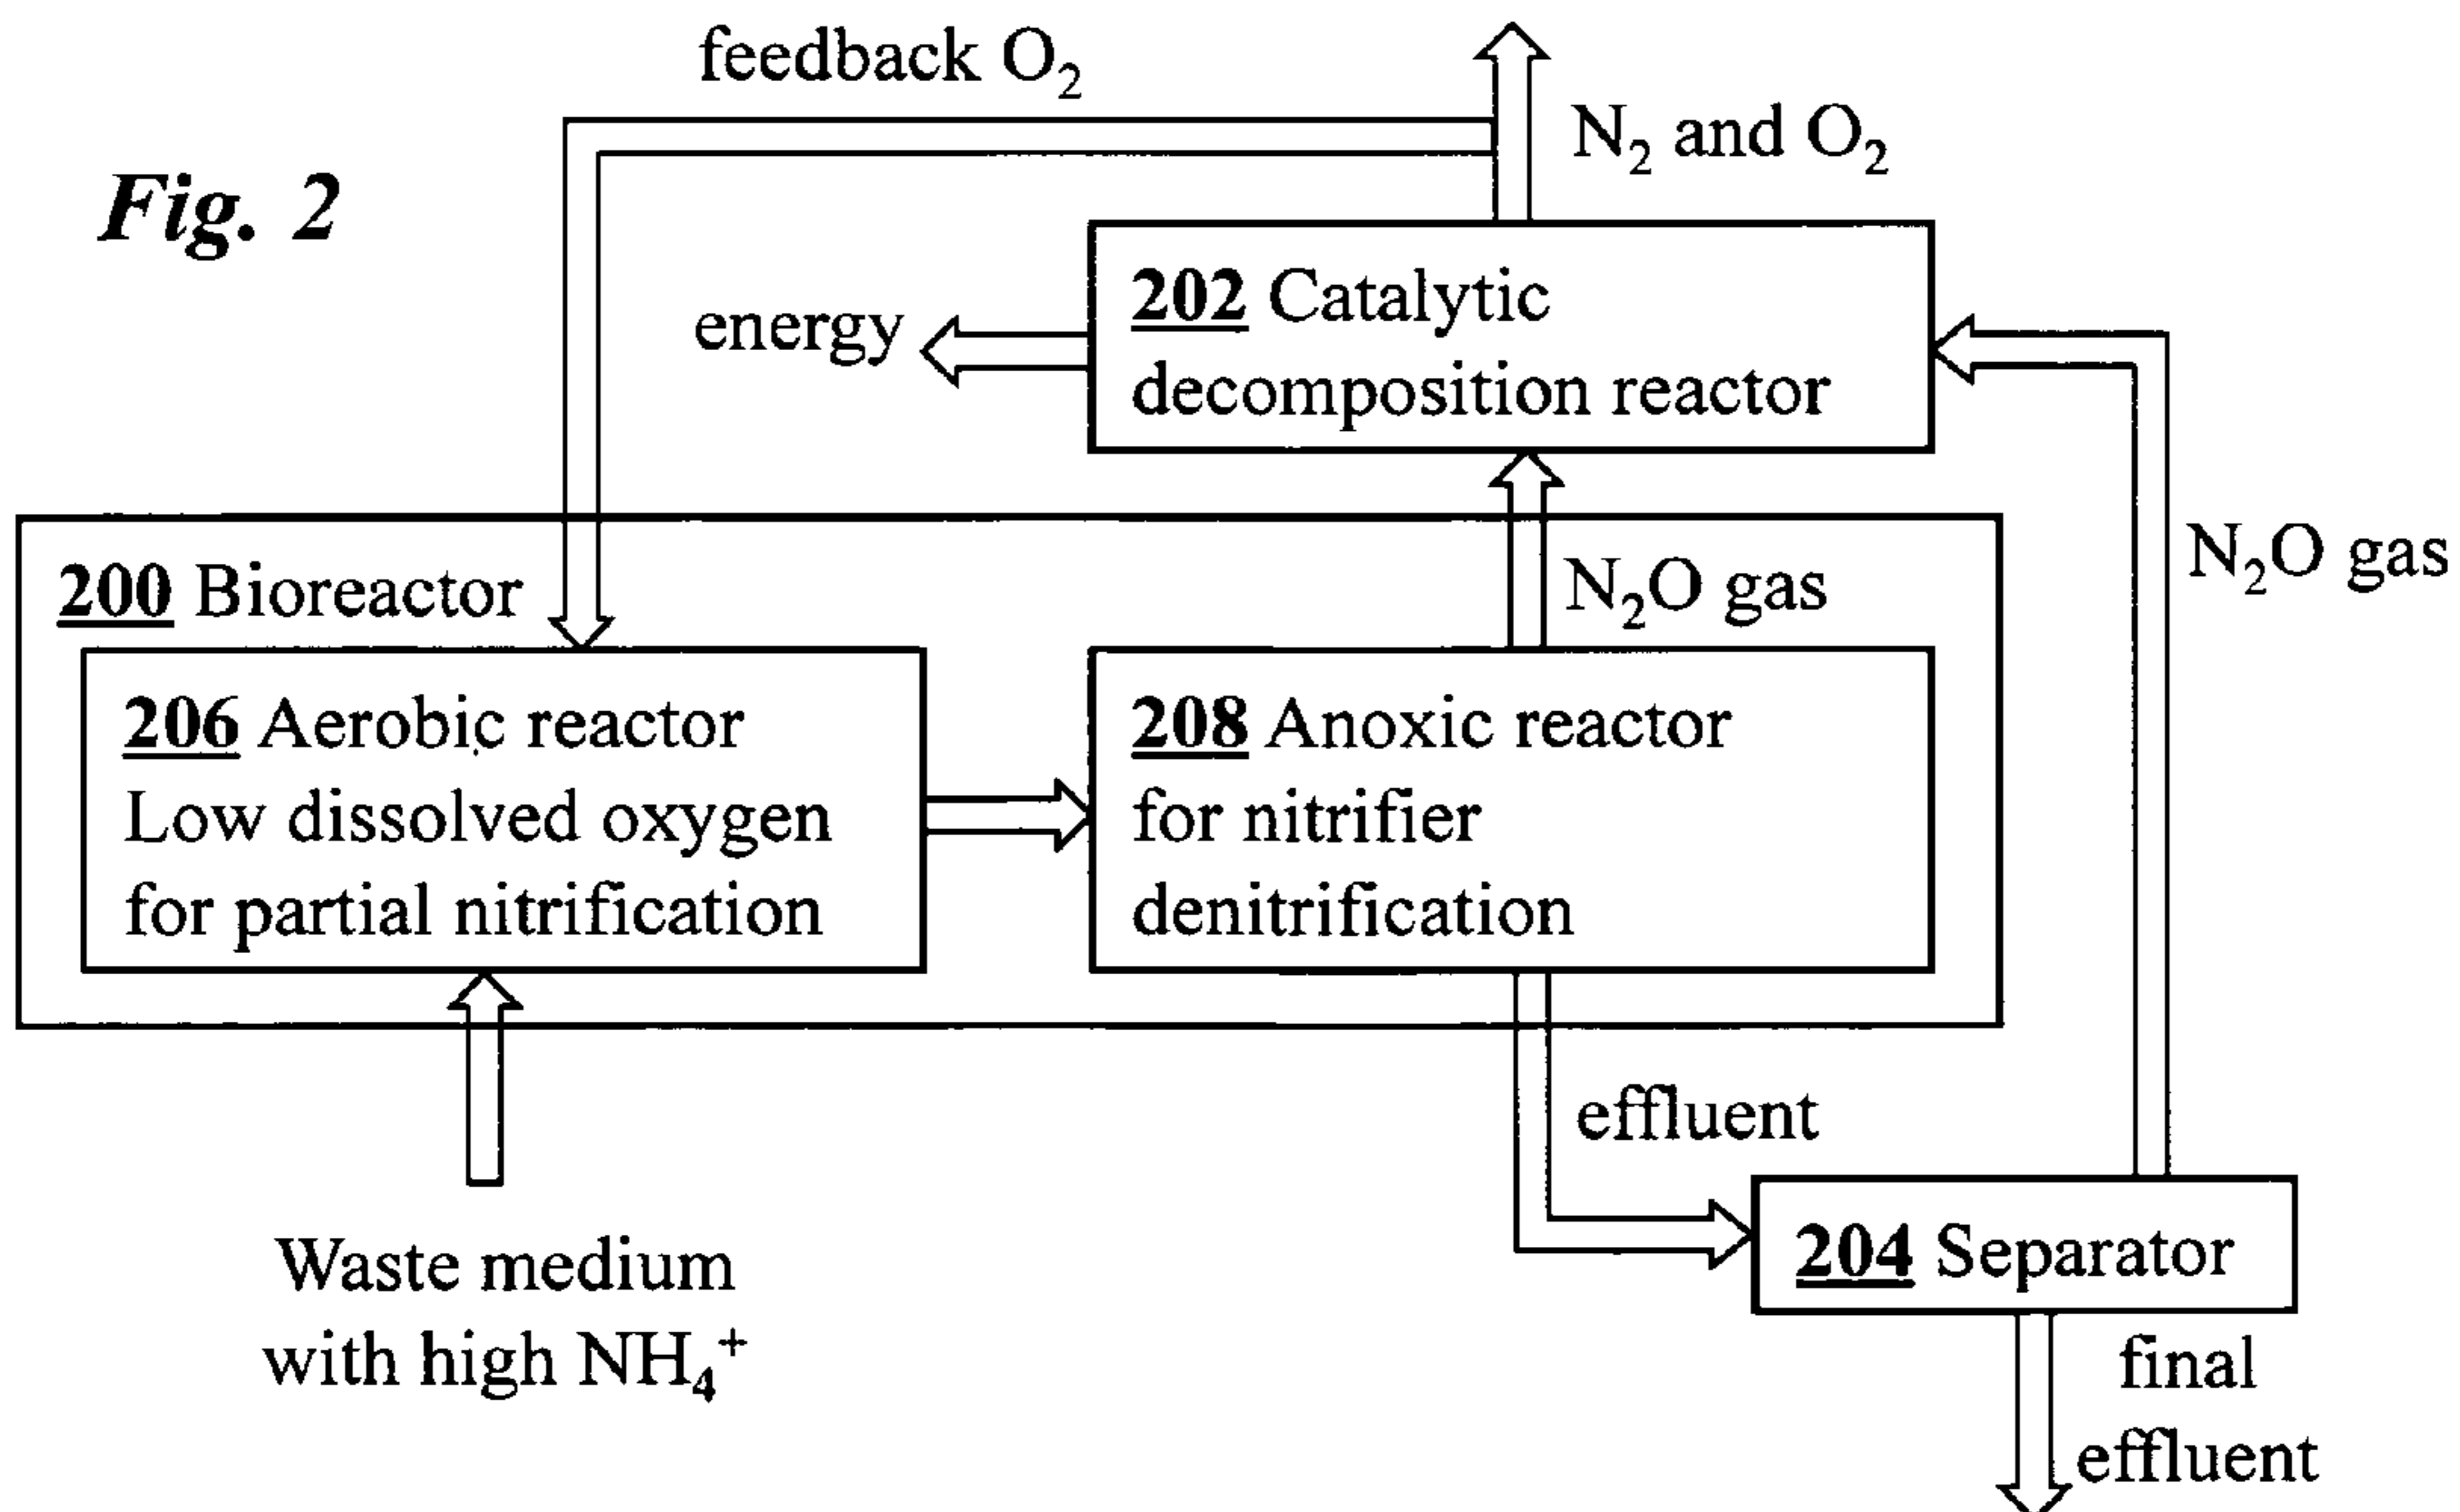 feedback O₂
N₂ and O₂
Fig. 2
202 Catalytic
decomposition reactor
energy
N₂O gas
200 Bioreactor
N₂O gas
206 Aerobic reactor
Low dissolved oxygen
for partial nitrification
208 Anoxic reactor
for nitrifier
denitrification
effluent
204 Separator
Waste medium
with high NH₄⁺
final
effluent